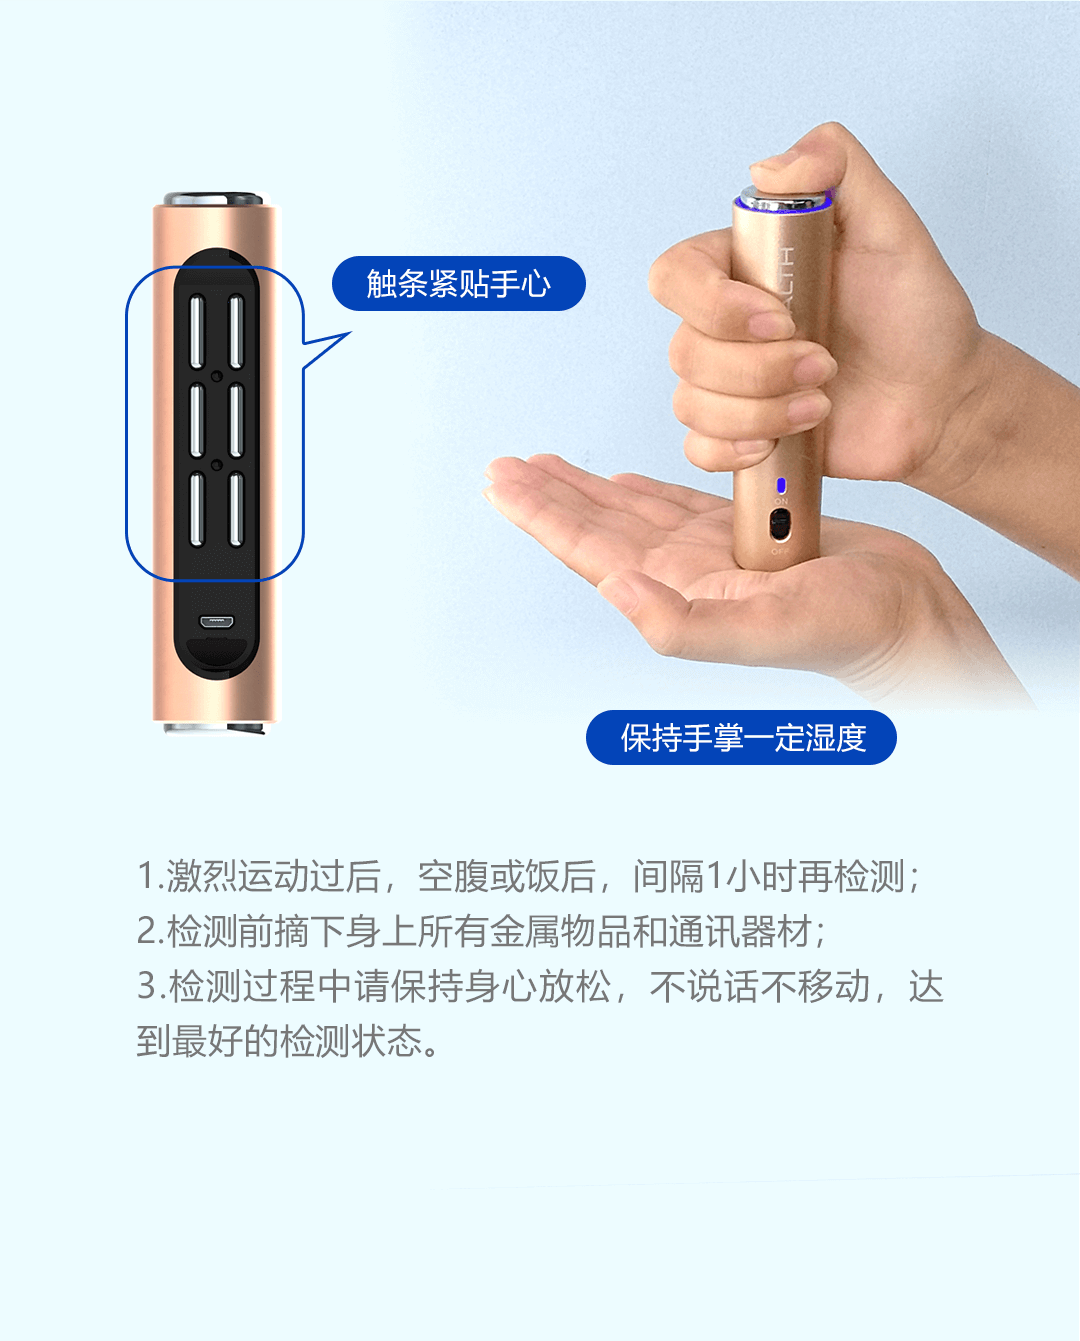 触条紧贴手心
ALTH
ON
OFF
保持手掌一定湿度
1.激烈运动过后，空腹或饭后，间隔1小时再检测；
2.检测前摘下身上所有金属物品和通讯器材；
3.检测过程中请保持身心放松，不说话不移动，达
到最好的检测状态。